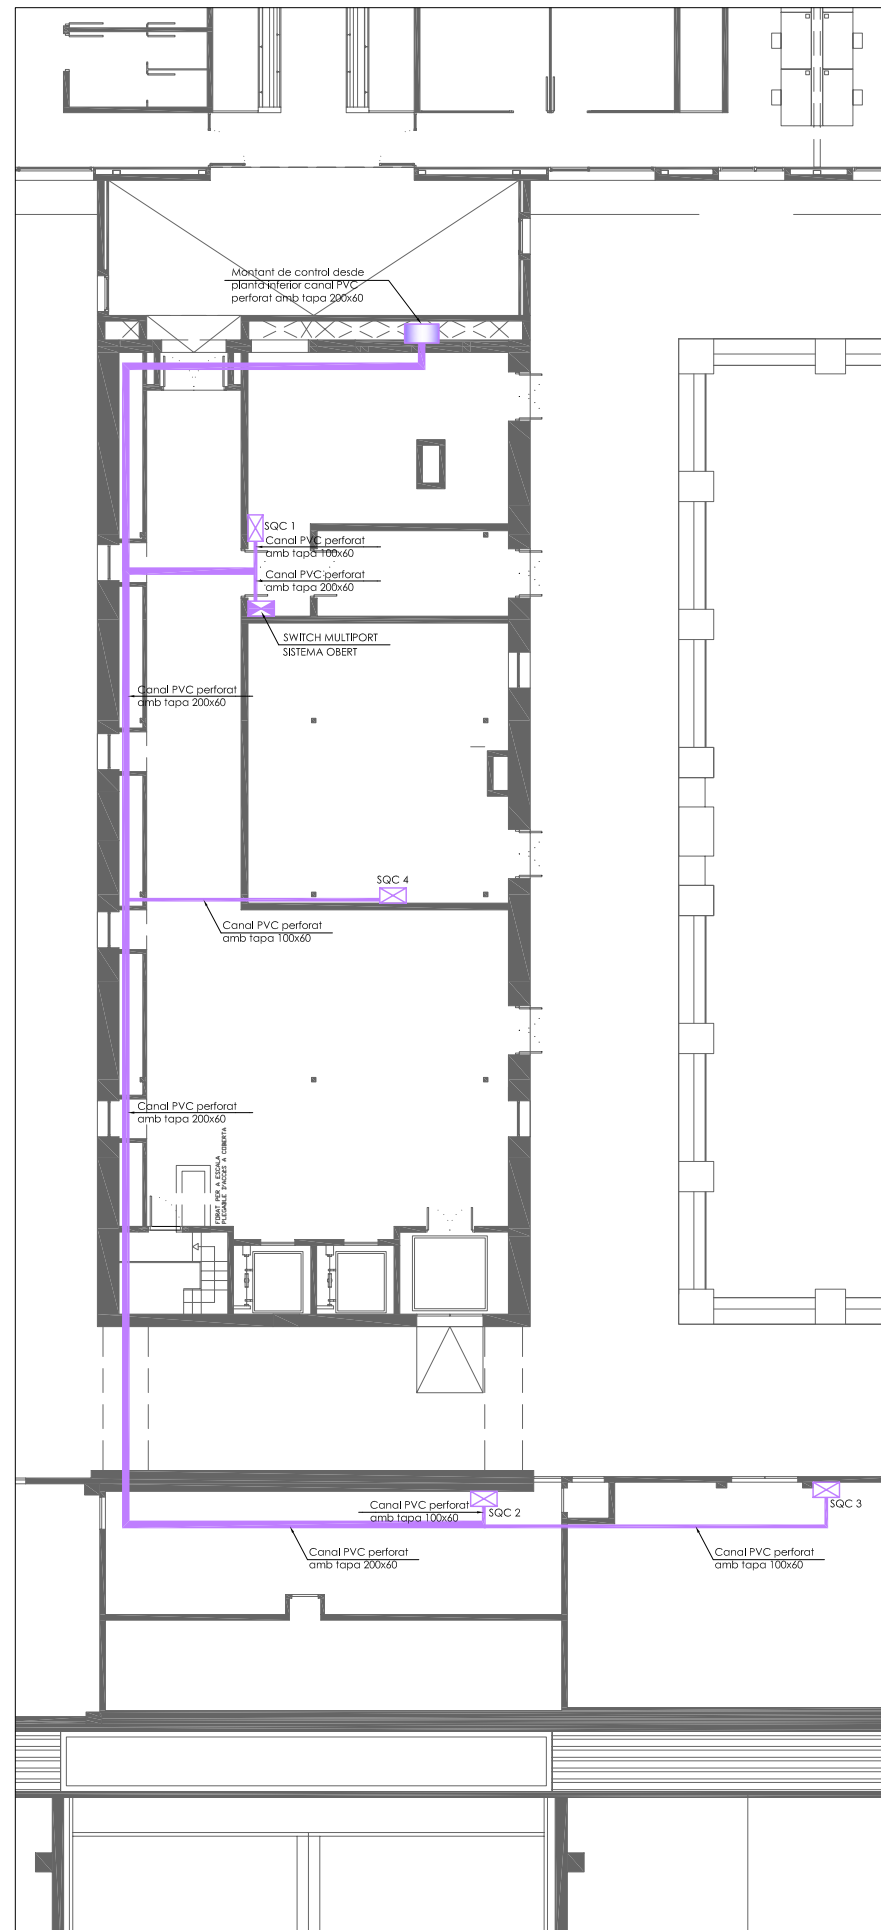 Montant de control desde
planta inferior canal PVC
perforat amb tapa 200x60
SQC 1
Canal PVC perforat
amb tapa 100x60
Canal PVC perforat
amb tapa 200x60
SWITCH MULTIPORT
SISTEMA OBERT
Canal PVC perforat
amb tapa 200x60
SQC 4
Canal PVC perforat
amb tapa 100x60
Canal PVC perforat
amb tapa 200x60
FORAT PER A ESCALA
PLEGABLE D'ACCÉS A COBERTA
Canal PVC perforat
amb tapa 100x60
SQC 2
SQC 3
Canal PVC perforat
amb tapa 200x60
Canal PVC perforat
amb tapa 100x60